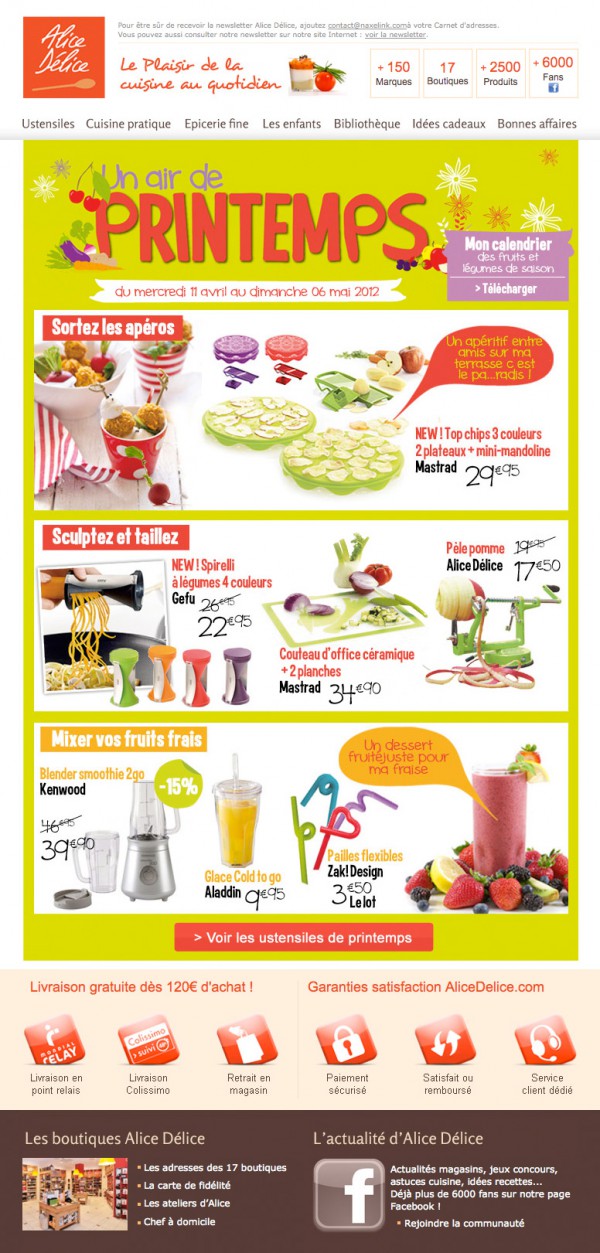 Pour être sûr de recevoir la newsletter Alice Délice, ajoutez contact@naxelink.comà votre Carnet d'adresses.
Vous pouvez aussi consulter notre newsletter sur notre site Internet : voir la newsletter.
Alice
Délice
Le Plaisir de la
cuisine au quotidien
+ 150
Marques
17
Boutiques
+ 2500
Produits
+ 6000
Fans
f
Ustensiles Cuisine pratique Epicerie fine Les enfants Bibliothèque Idées cadeaux Bonnes affaires
Un air de
PRINTEMPS
Mon calendrier
des fruits et
légumes de saison
> Télécharger
du mercredi 11 avril au dimanche 06 mai 2012
Sortez les apéros
Un apéritif entre
amis sur ma
terrasse c est
le pa...radis !
NEW ! Top chips 3 couleurs
2 plateaux + mini-mandoline
Mastrad 29€95
Sculptez et taillez
NEW ! Spirelli
à légumes 4 couleurs
Gefu 26€95
22€95
Pèle pomme 19€95
Alice Délice 17€50
Couteau d'office céramique
+ 2 planches
Mastrad 34€90
Mixer vos fruits frais
Blender smoothie 2go
Kenwood
-15%
46€95
39€90
Glace Cold to go
Aladdin 9€95
Un dessert
fruitéjuste pour
ma fraise
Pailles flexibles
Zak! Design
3€50
Le lot
> Voir les ustensiles de printemps
Livraison gratuite dès 120€ d'achat !
Garanties satisfaction AliceDelice.com
MONDIAL
RELAY
Colissimo
> suivi
Livraison en
point relais
Livraison
Colissimo
Retrait en
magasin
Paiement
sécurisé
Satisfait ou
remboursé
Service
client dédié
Les boutiques Alice Délice
Les adresses des 17 boutiques
La carte de fidélité
Les ateliers d'Alice
Chef à domicile
L'actualité d'Alice Délice
f
Actualités magasins, jeux concours,
astuces cuisine, idées recettes...
Déjà plus de 6000 fans sur notre page
Facebook !
Rejoindre la communauté